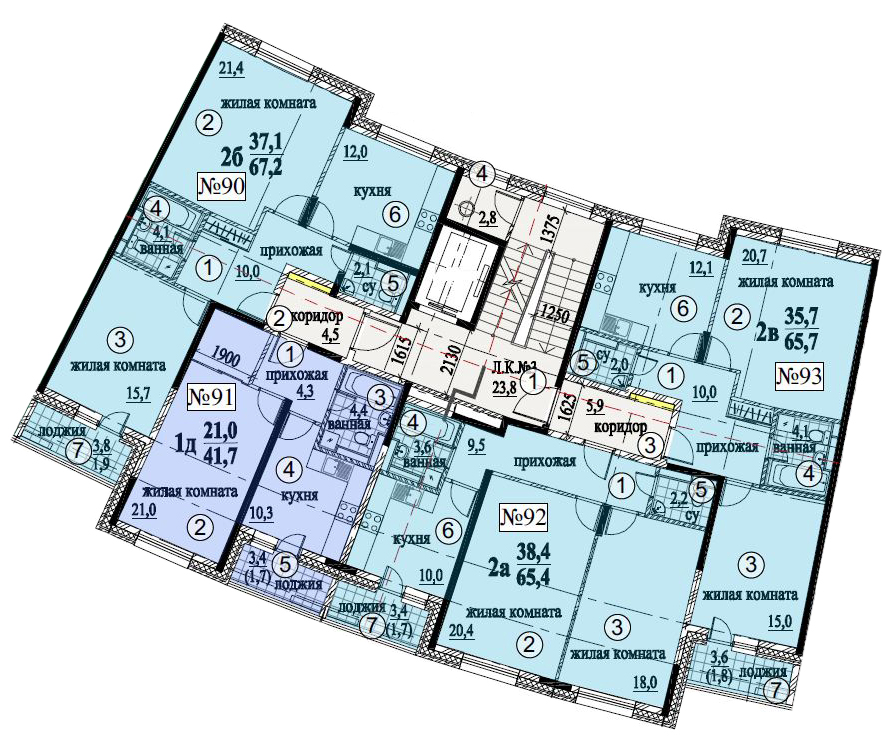 21,4
жилая комната
2
2б 37,1
67,2
№90
12,0
кухня
6
4
4,1
ванная
1
10,0
прихожая
2,1
су
5
3
жилая комната
15,7
лоджия
3,8
1,9
7
4
2,8
1375
1250
2
коридор
4,5
1615
2130
Л.К.№2
23,8
1
1625
5,9
коридор
3
1900
№91
1д 21,0
41,7
1
прихожая
4,3
3
4,4
ванная
4
кухня
10,3
жилая комната
21,0
2
3,4
(1,7)
5
лоджия
4
3,6
ванная
9,5
прихожая
1
5
2,2
су
№92
2а 38,4
65,4
6
кухня
10,0
жилая комната
20,4
2
3
жилая комната
18,0
лоджия
3,4
(1,7)
7
кухня
12,1
6
20,7
жилая комната
2
2в 35,7
65,7
№93
5
су
2,0
1
10,0
прихожая
4,1
ванная
4
3
жилая комната
15,0
3,6
(1,8)
лоджия
7